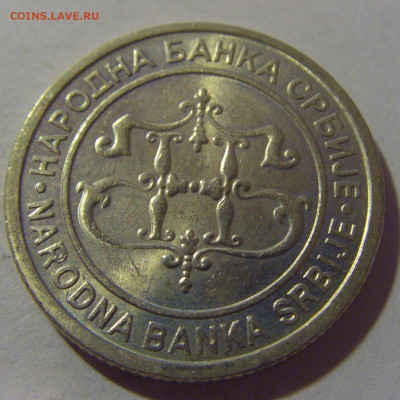 COINS.LAVE.RU
· НАРОДНА БАНКА СРБИЈЕ ·
NARODNA BANKA SRBIJE